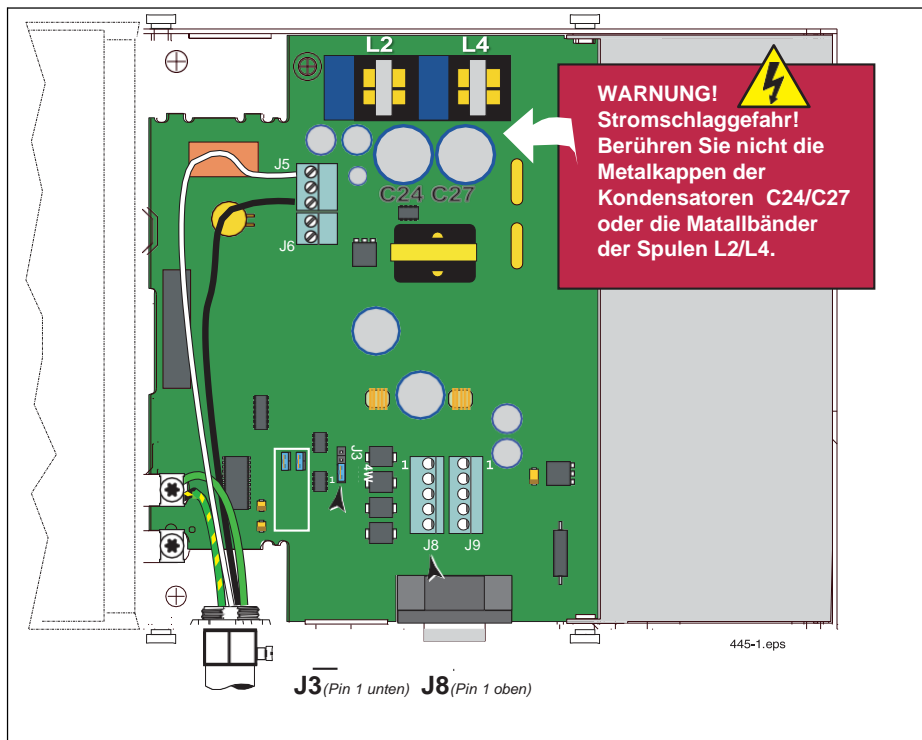 L2 L4
WARNUNG!
Stromschlaggefahr!
Berühren Sie nicht die
Metalkappen der
Kondensatoren C24/C27
oder die Matallbänder
der Spulen L2/L4.
J5
C24 C27
J6
J3
4W
1
1
1
J8 J9
445-1.eps
J3(Pin 1 unten) J8(Pin 1 oben)